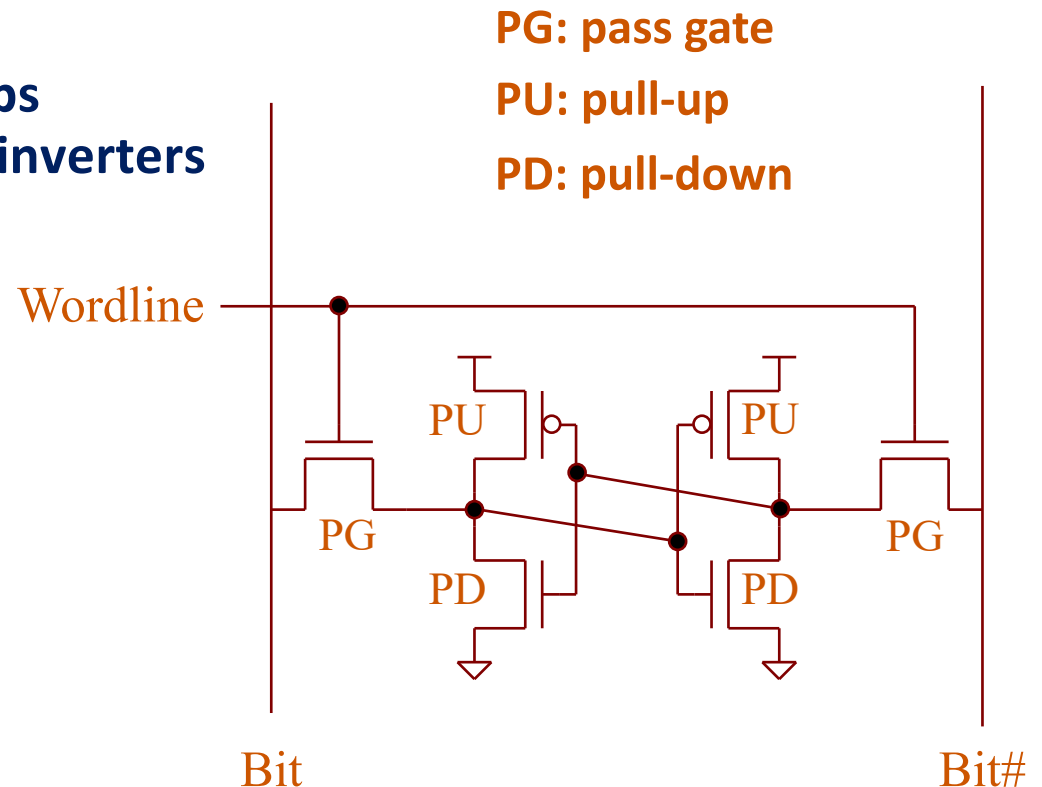 PG: pass gate
PU: pull-up
inverters
PD: pull-down
Wordline
PU
PU
PG
PG
PD
PD
Bit
Bit#